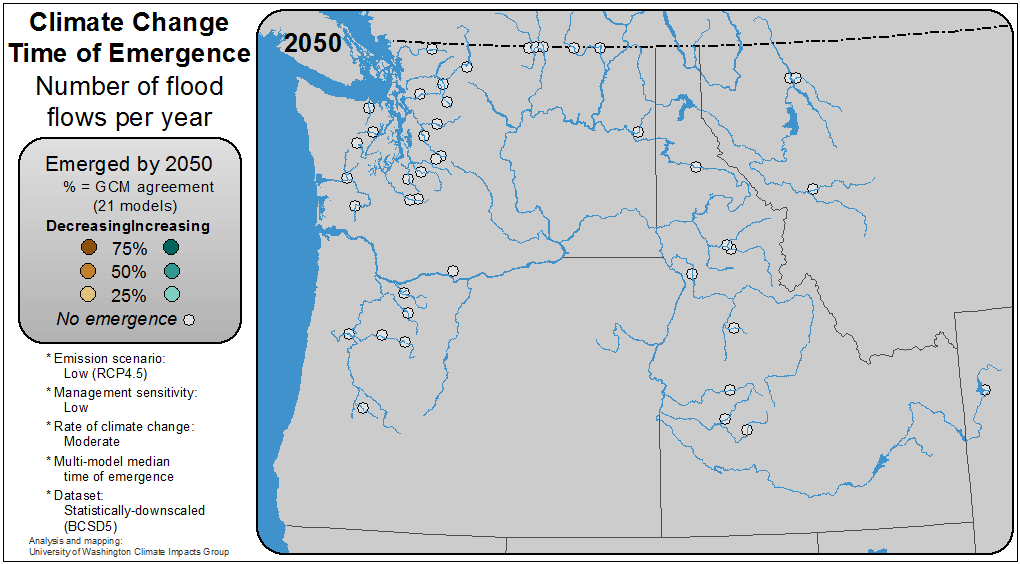 Climate Change
Time of Emergence
Number of flood
flows per year
2050
Emerged by 2050
% = GCM agreement
(21 models)
DecreasingIncreasing
75%
50%
25%
No emergence
* Emission scenario:
Low (RCP4.5)
* Management sensitivity:
Low
* Rate of climate change:
Moderate
* Multi-model median
time of emergence
* Dataset:
Statistically-downscaled
(BCSD5)
Analysis and mapping:
University of Washington Climate Impacts Group